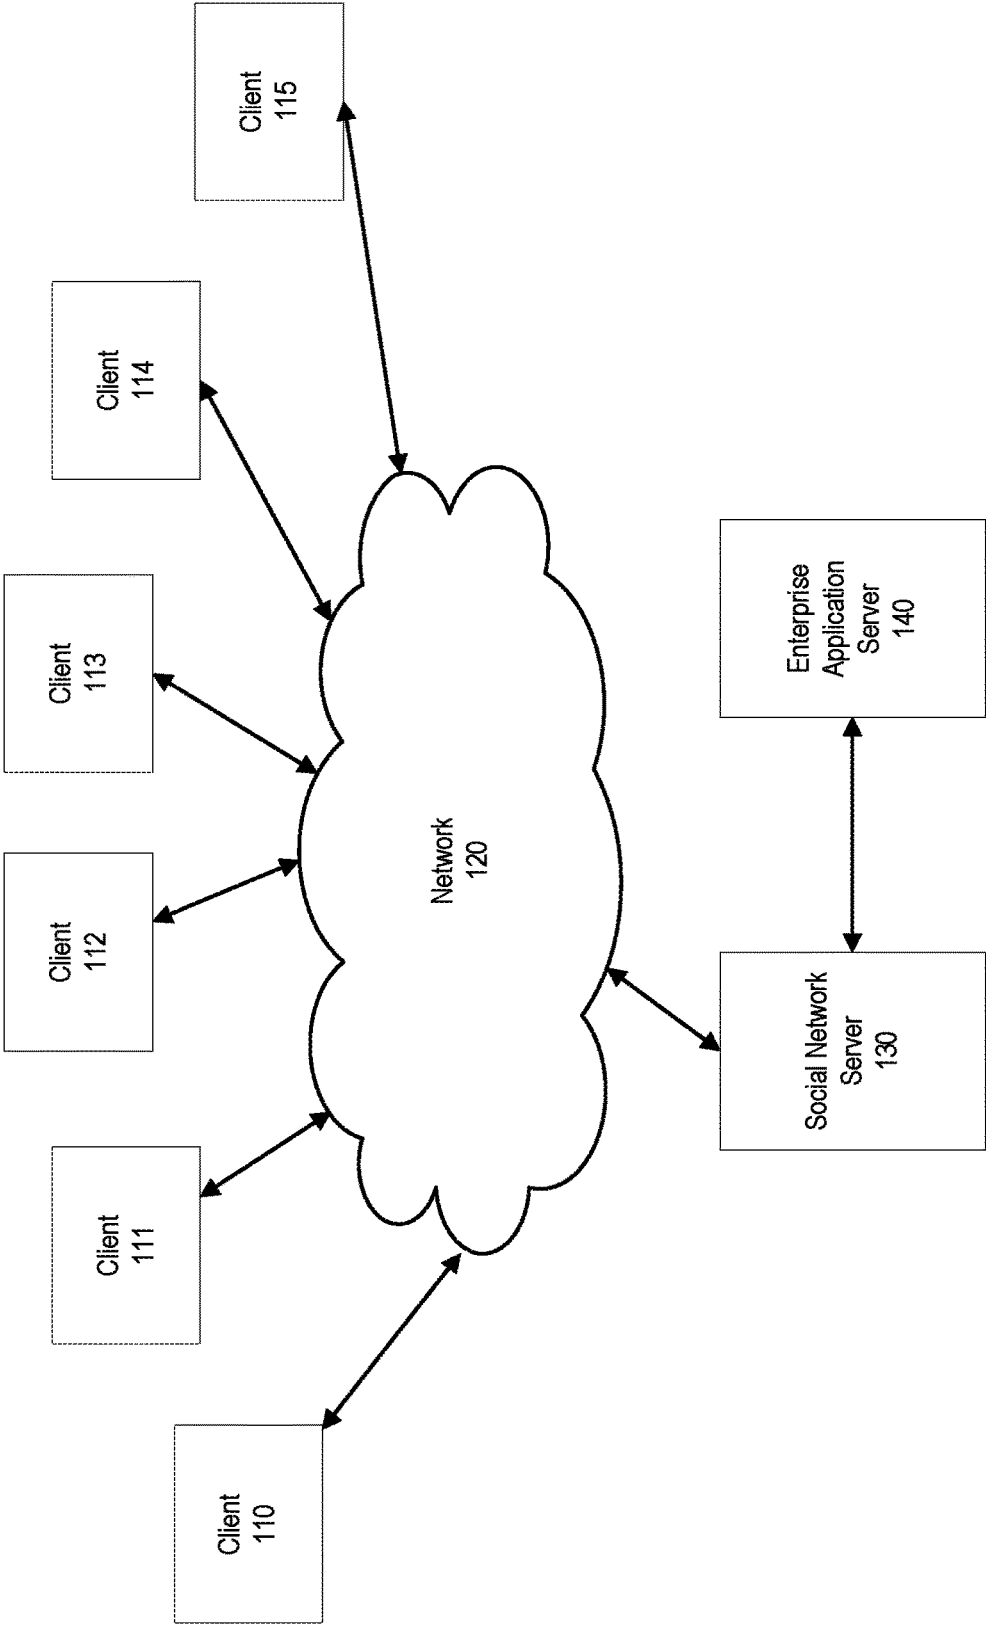 Client
110
Client
111
Client
112
Client
113
Client
114
Client
115
Network
120
Social Network
Server
130
Enterprise
Application
Server
140